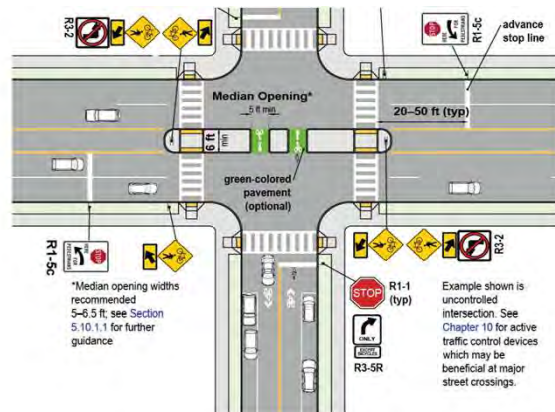 R3-2
STOP
HERE
FOR
PEDESTRIANS
R1-5c
advance
stop line
Median Opening*
5 ft min
20–50 ft (typ)
6 ft
min
green-colored
pavement
(optional)
R1-5c
STOP
HERE
FOR
PEDESTRIANS
R3-2
*Median opening widths
recommended
5–6.5 ft; see Section
5.10.1.1 for further
guidance
STOP
R1-1
(typ)
ONLY
EXCEPT
BICYCLES
R3-5R
Example shown is
uncontrolled
intersection. See
Chapter 10 for active
traffic control devices
which may be
beneficial at major
street crossings.